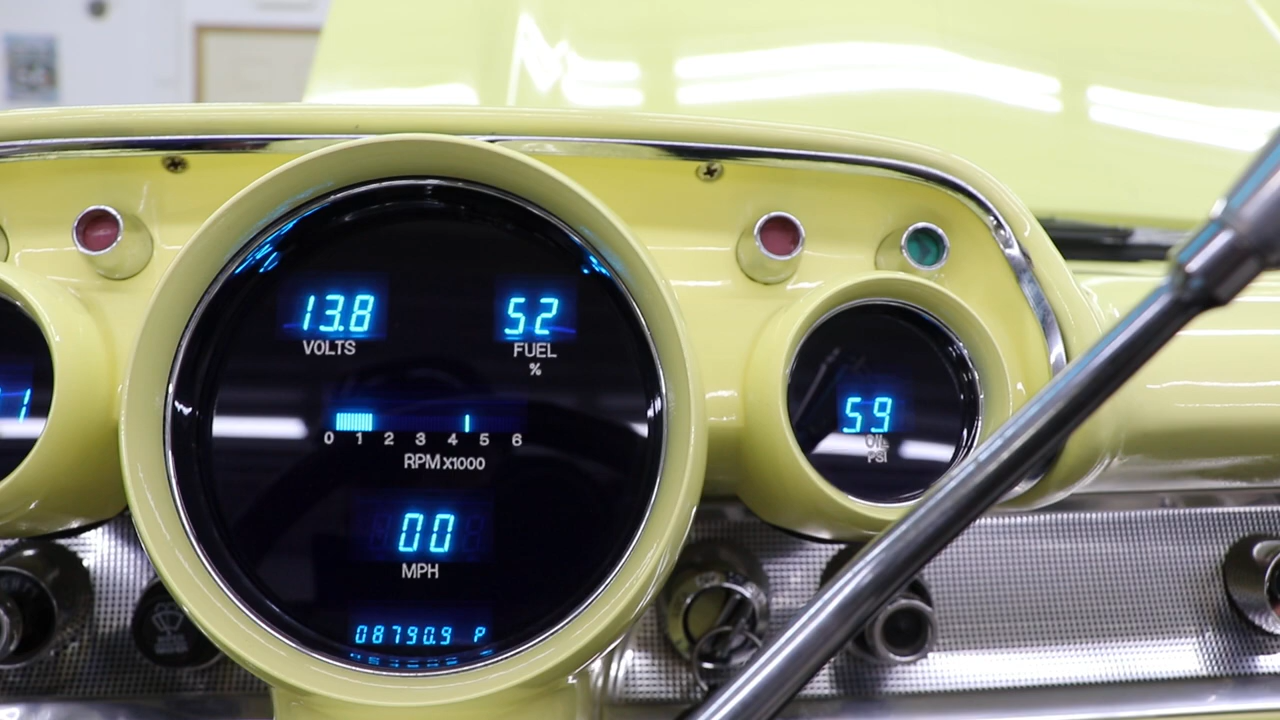 13.8 52
VOLTS FUEL
%
0 1 2 3 4 5 6
RPM X1000
00
MPH
08790.9 P
59
OIL
PSI
1